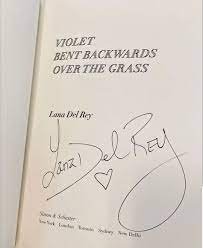 VIOLET
BENT BACKWARDS
OVER THE GRASS
Lana Del Rey
Lana Del Rey
Simon & Schuster
New York London Toronto Sydney New Delhi